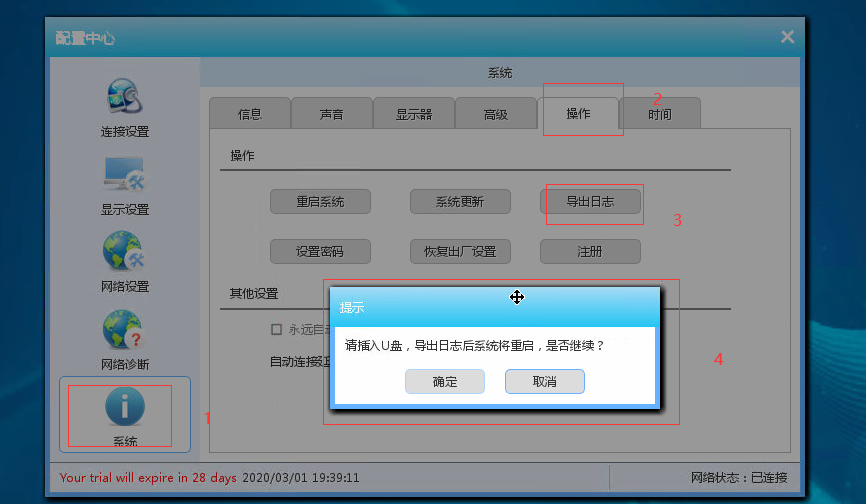 配置中心
系统
信息
声音
显示器
高级
操作
2
时间
连接设置
显示设置
网络设置
网络诊断
系统
1
操作
重启系统
系统更新
导出日志
3
设置密码
恢复出厂设置
注册
其他设置
永远自动
自动连接
提示
请插入U盘，导出日志后系统将重启，是否继续？
确定
取消
4
Your trial will expire in 28 days 2020/03/01 19:39:11
网络状态：已连接